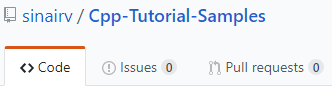 sinairv / Cpp-Tutorial-Samples
<> Code Issues 0 Pull requests 0